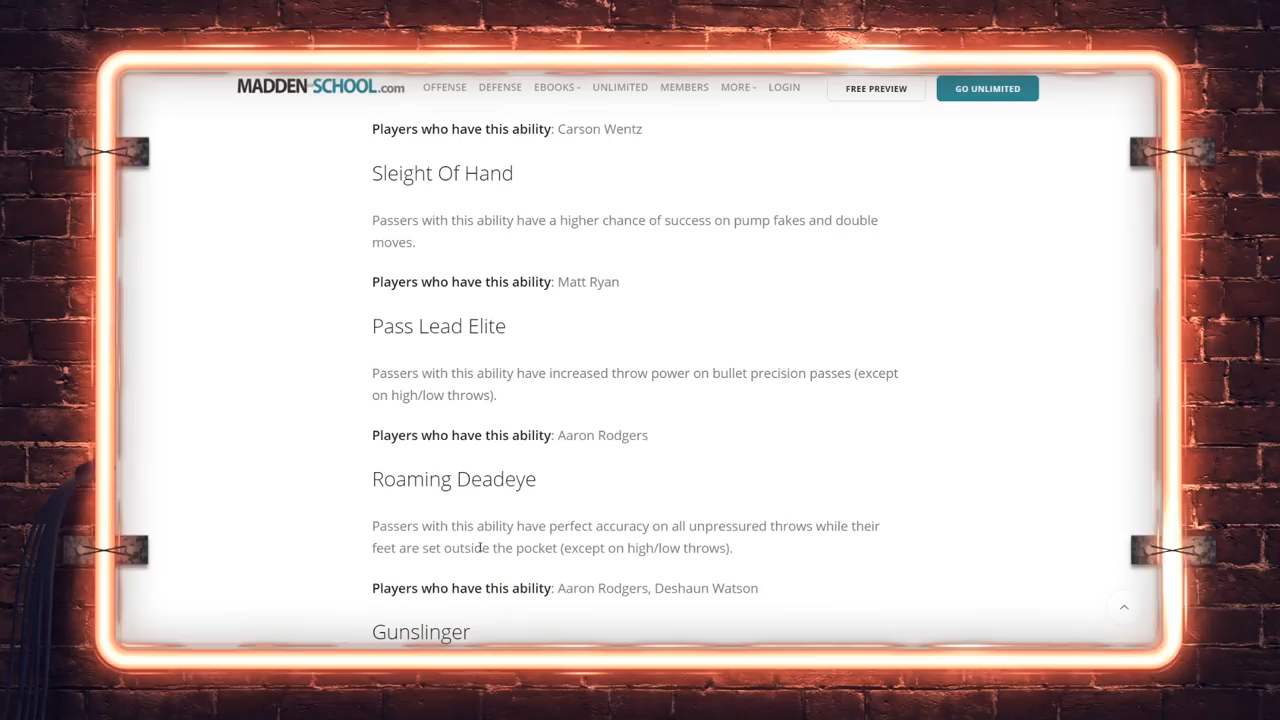 MADDEN-SCHOOL.com OFFENSE DEFENSE EBOOKS UNLIMITED MEMBERS MORE LOGIN FREE PREVIEW GO UNLIMITED
Players who have this ability: Carson Wentz
Sleight Of Hand
Passers with this ability have a higher chance of success on pump fakes and double
moves.
Players who have this ability: Matt Ryan
Pass Lead Elite
Passers with this ability have increased throw power on bullet precision passes (except
on high/low throws).
Players who have this ability: Aaron Rodgers
Roaming Deadeye
Passers with this ability have perfect accuracy on all unpressured throws while their
feet are set outside the pocket (except on high/low throws).
Players who have this ability: Aaron Rodgers, Deshaun Watson
Gunslinger